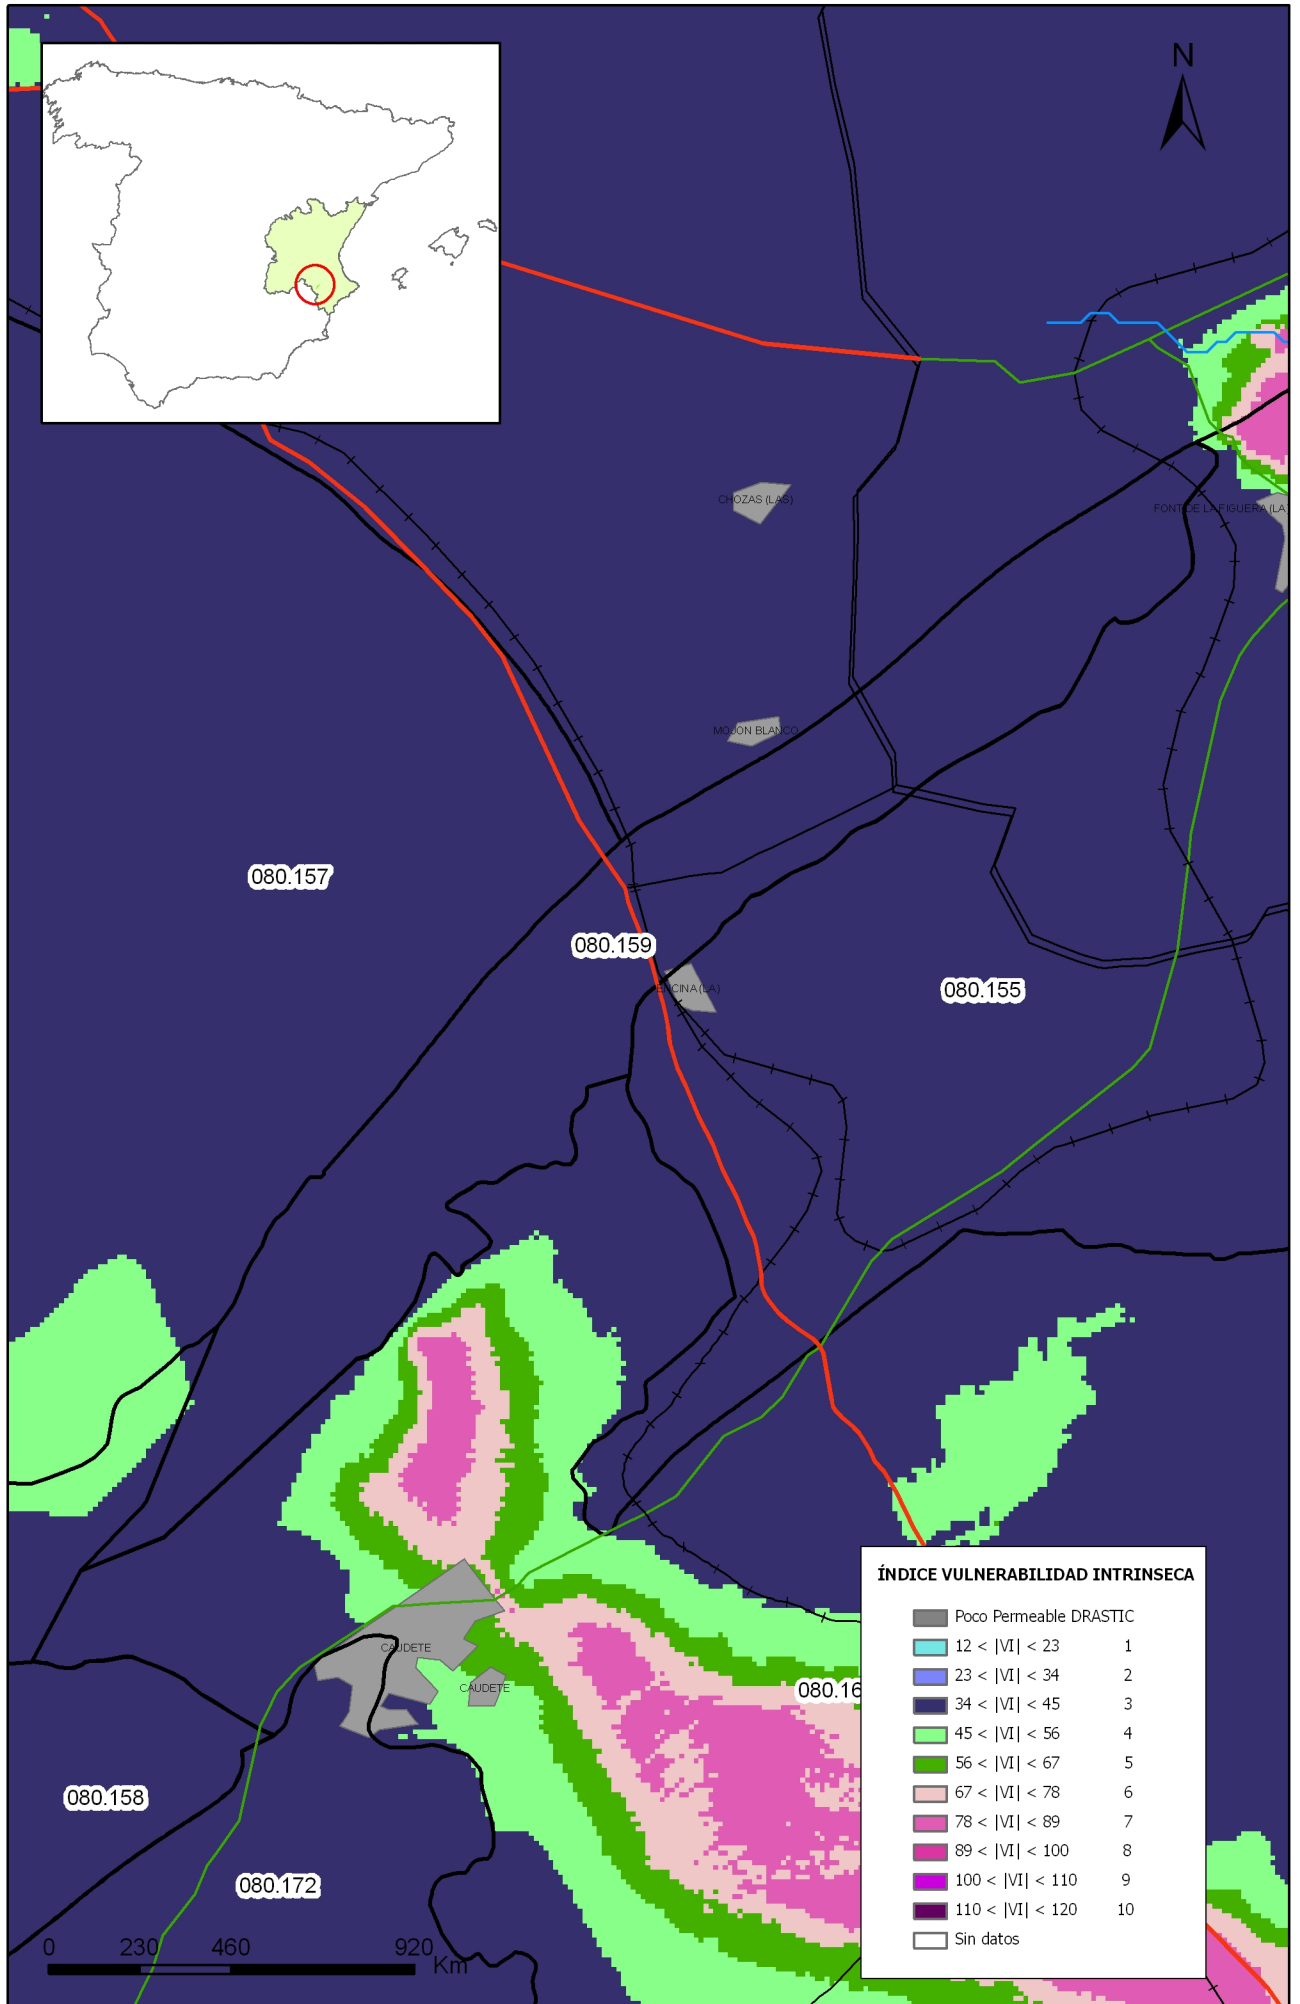 N
CHOZAS (LAS)
FONT DE LA FIGUERA (LA
MOJON BLANCO
080.157
080.159
ENCINA (LA)
080.155
CAUDETE
CAUDETE
080.16
080.158
080.172
0 230 460 920
Km
ÍNDICE VULNERABILIDAD INTRINSECA
Poco Permeable DRASTIC
12 < |VI| < 23 1
23 < |VI| < 34 2
34 < |VI| < 45 3
45 < |VI| < 56 4
56 < |VI| < 67 5
67 < |VI| < 78 6
78 < |VI| < 89 7
89 < |VI| < 100 8
100 < |VI| < 110 9
110 < |VI| < 120 10
Sin datos